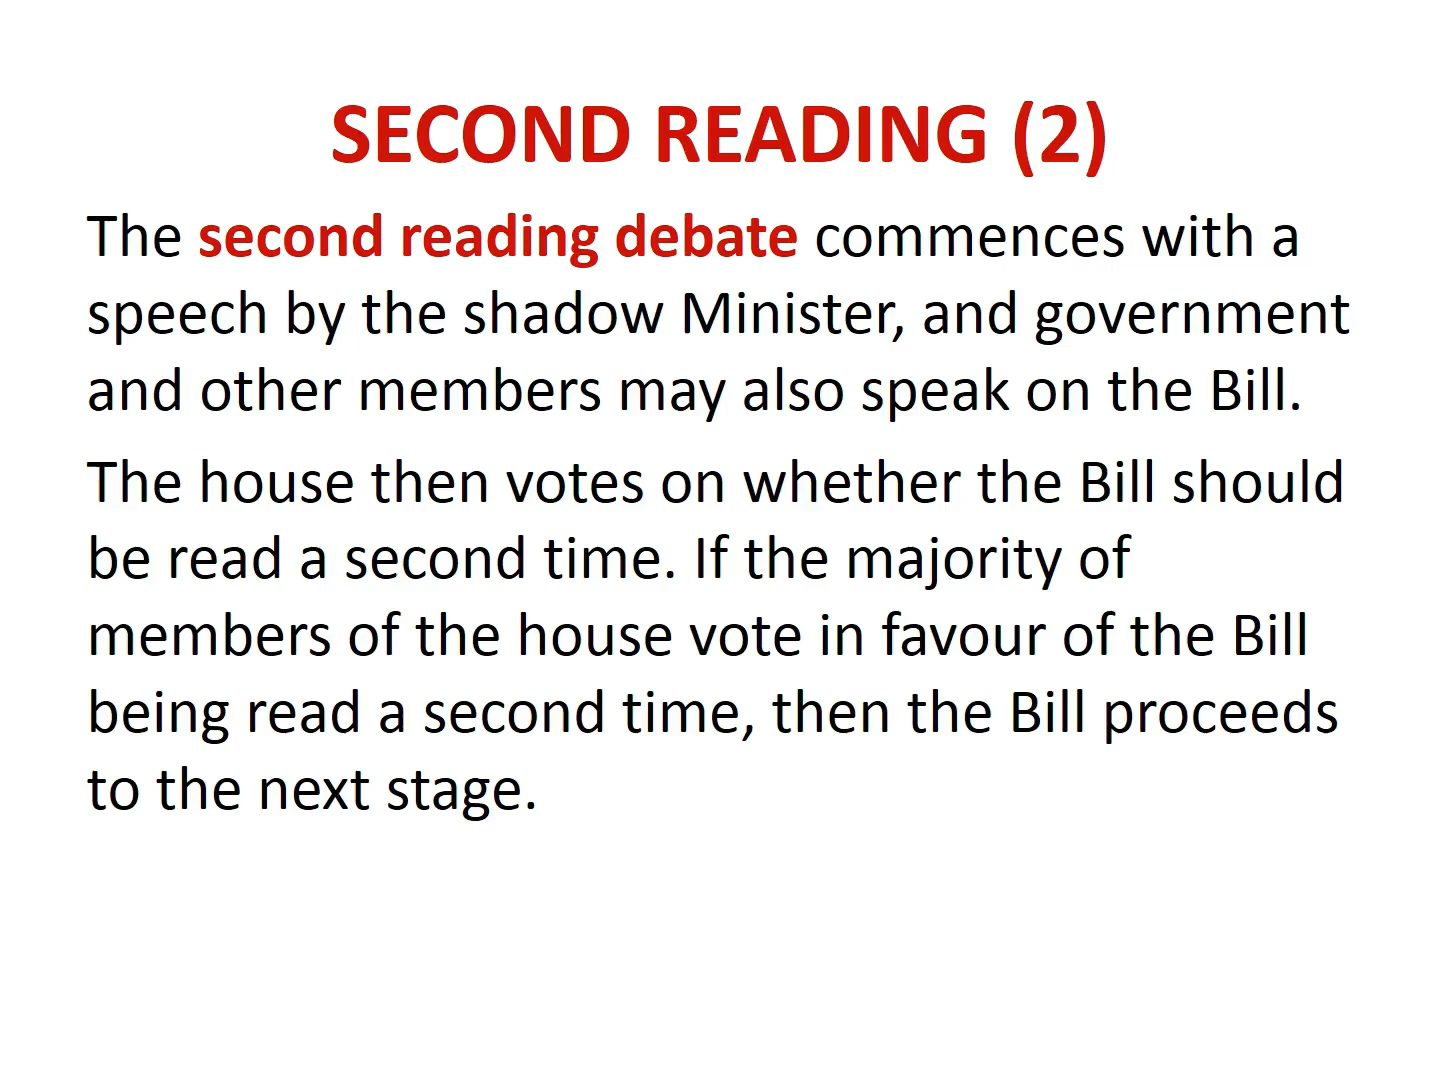 SECOND READING (2)
The second reading debate commences with a
speech by the shadow Minister, and government
and other members may also speak on the Bill.
The house then votes on whether the Bill should
be read a second time. If the majority of
members of the house vote in favour of the Bill
being read a second time, then the Bill proceeds
to the next stage.